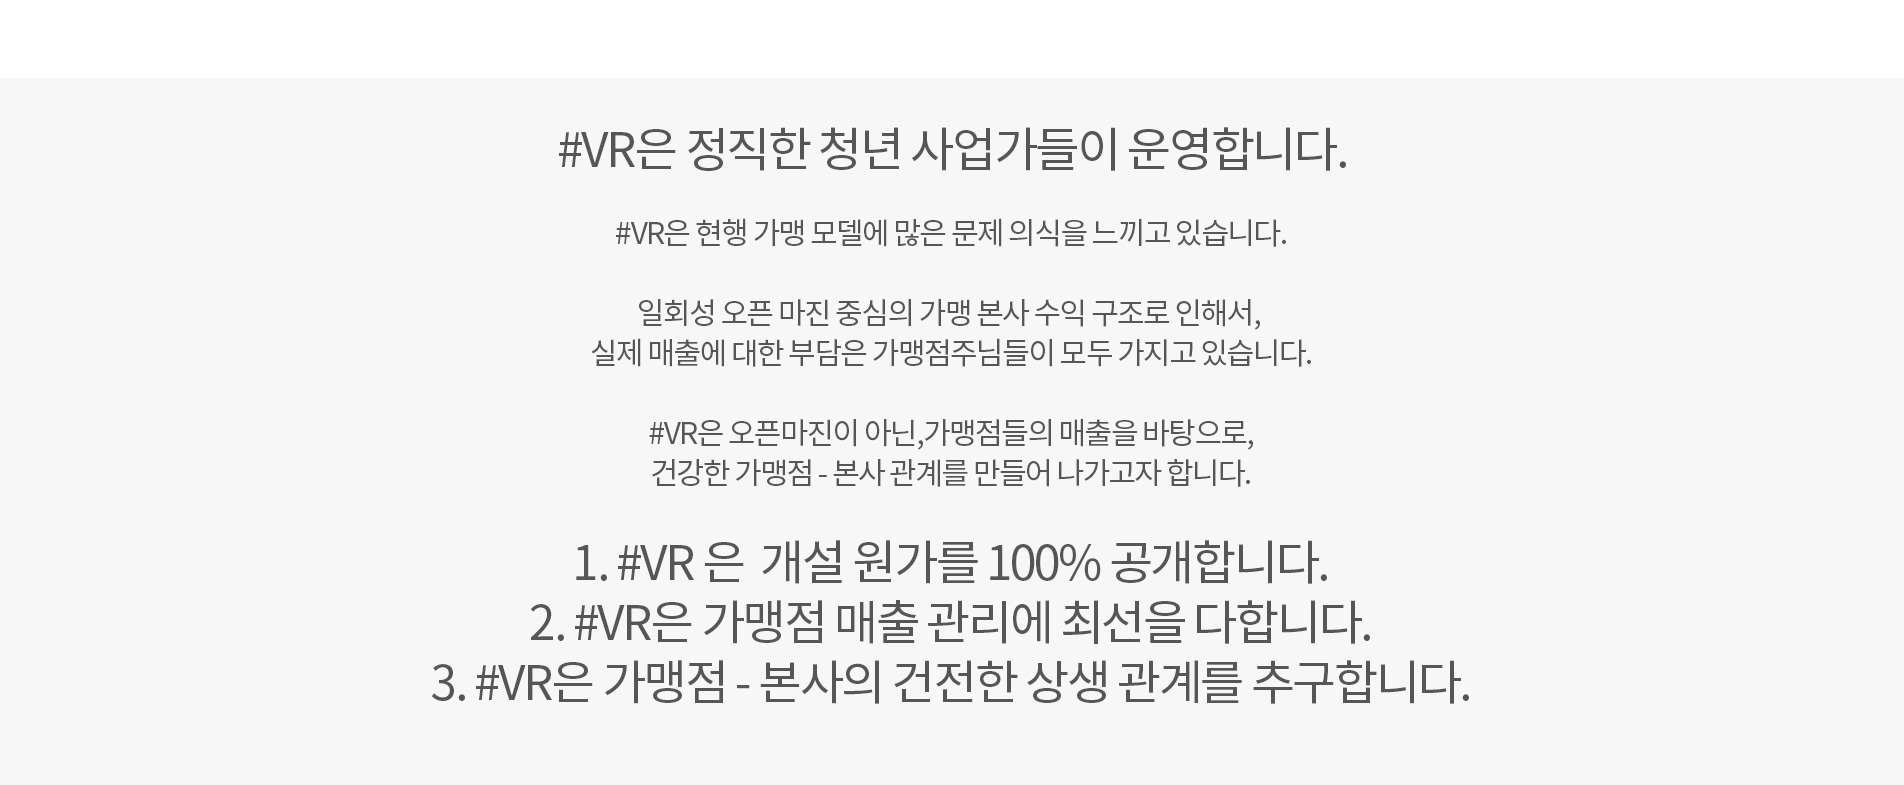 #VR은 정직한 청년 사업가들이 운영합니다.
#VR은 현행 가맹 모델에 많은 문제 의식을 느끼고 있습니다.
일회성 오픈 마진 중심의 가맹 본사 수익 구조로 인해서,
실제 매출에 대한 부담은 가맹점주님들이 모두 가지고 있습니다.
#VR은 오픈마진이 아닌,가맹점들의 매출을 바탕으로,
건강한 가맹점 - 본사 관계를 만들어 나가고자 합니다.
1. #VR 은 개설 원가를 100% 공개합니다.
2. #VR은 가맹점 매출 관리에 최선을 다합니다.
3. #VR은 가맹점 - 본사의 건전한 상생 관계를 추구합니다.